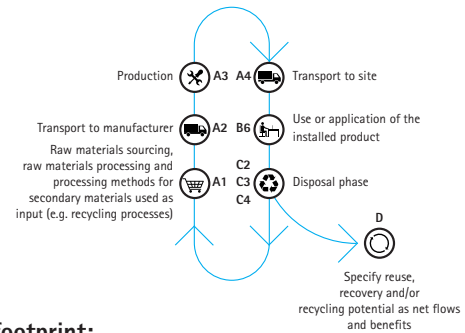 Production
A3
A4
Transport to site
Transport to manufacturer
A2
B6
Use or application of the
installed product
Raw materials sourcing,
raw materials processing and
processing methods for
secondary materials used as
input (e.g. recycling processes)
A1
C2
C3
C4
Disposal phase
D
Specify reuse,
recovery and/or
recycling potential as net flows
and benefits
footprint: